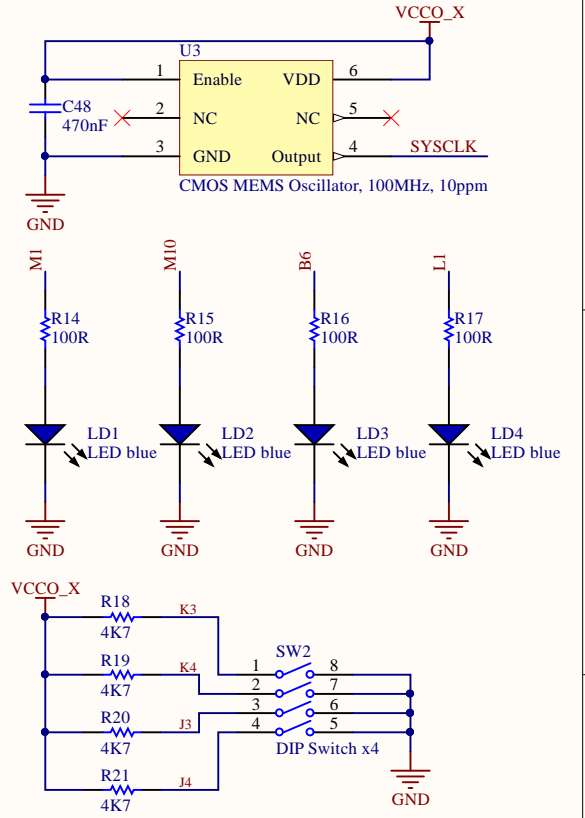 VCCO_X
U3
1 Enable VDD 6
C48
470nF
2 NC NC 5
3 GND Output 4 SYSCLK
CMOS MEMS Oscillator, 100MHz, 10ppm
GND
M1 M10 B6 L1
R14 R15 R16 R17
100R 100R 100R 100R
LD1 LD2 LD3 LD4
LED blue LED blue LED blue LED blue
GND GND GND GND
VCCO_X
R18 K3
4K7
R19 K4
4K7
R20 J3
4K7
R21 J4
4K7
SW2
1 8
2 7
3 6
4 5
DIP Switch x4
GND